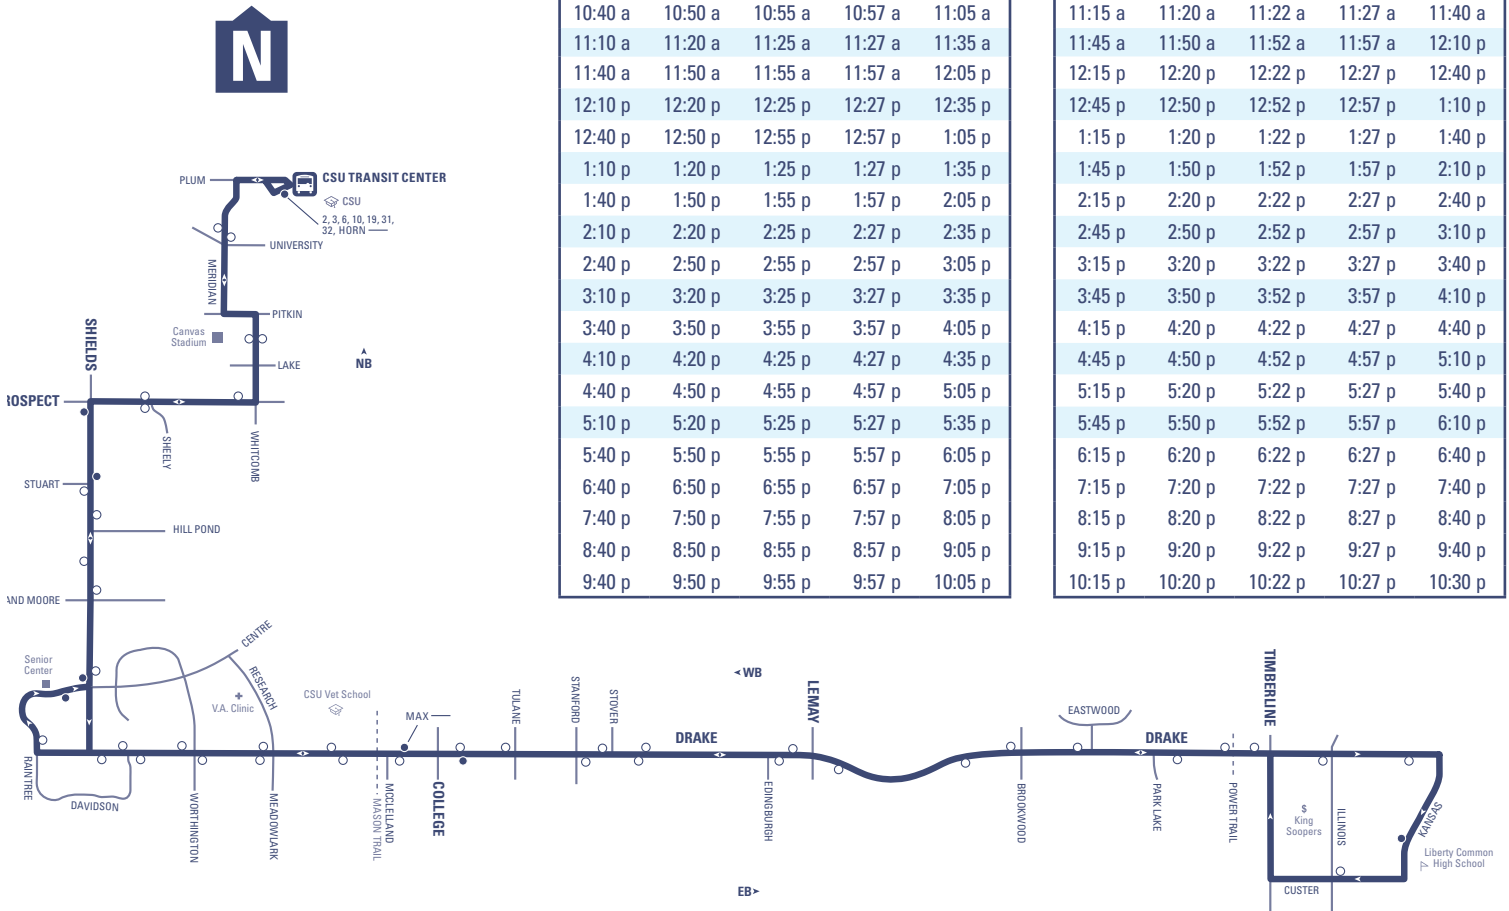 N
10:40 a 10:50 a 10:55 a 10:57 a 11:05 a
11:10 a 11:20 a 11:25 a 11:27 a 11:35 a
11:40 a 11:50 a 11:55 a 11:57 a 12:05 p
12:10 p 12:20 p 12:25 p 12:27 p 12:35 p
12:40 p 12:50 p 12:55 p 12:57 p 1:05 p
1:10 p 1:20 p 1:25 p 1:27 p 1:35 p
1:40 p 1:50 p 1:55 p 1:57 p 2:05 p
2:10 p 2:20 p 2:25 p 2:27 p 2:35 p
2:40 p 2:50 p 2:55 p 2:57 p 3:05 p
3:10 p 3:20 p 3:25 p 3:27 p 3:35 p
3:40 p 3:50 p 3:55 p 3:57 p 4:05 p
4:10 p 4:20 p 4:25 p 4:27 p 4:35 p
4:40 p 4:50 p 4:55 p 4:57 p 5:05 p
5:10 p 5:20 p 5:25 p 5:27 p 5:35 p
5:40 p 5:50 p 5:55 p 5:57 p 6:05 p
6:40 p 6:50 p 6:55 p 6:57 p 7:05 p
7:40 p 7:50 p 7:55 p 7:57 p 8:05 p
8:40 p 8:50 p 8:55 p 8:57 p 9:05 p
9:40 p 9:50 p 9:55 p 9:57 p 10:05 p
11:15 a 11:20 a 11:22 a 11:27 a 11:40 a
11:45 a 11:50 a 11:52 a 11:57 a 12:10 p
12:15 p 12:20 p 12:22 p 12:27 p 12:40 p
12:45 p 12:50 p 12:52 p 12:57 p 1:10 p
1:15 p 1:20 p 1:22 p 1:27 p 1:40 p
1:45 p 1:50 p 1:52 p 1:57 p 2:10 p
2:15 p 2:20 p 2:22 p 2:27 p 2:40 p
2:45 p 2:50 p 2:52 p 2:57 p 3:10 p
3:15 p 3:20 p 3:22 p 3:27 p 3:40 p
3:45 p 3:50 p 3:52 p 3:57 p 4:10 p
4:15 p 4:20 p 4:22 p 4:27 p 4:40 p
4:45 p 4:50 p 4:52 p 4:57 p 5:10 p
5:15 p 5:20 p 5:22 p 5:27 p 5:40 p
5:45 p 5:50 p 5:52 p 5:57 p 6:10 p
6:15 p 6:20 p 6:22 p 6:27 p 6:40 p
7:15 p 7:20 p 7:22 p 7:27 p 7:40 p
8:15 p 8:20 p 8:22 p 8:27 p 8:40 p
9:15 p 9:20 p 9:22 p 9:27 p 9:40 p
10:15 p 10:20 p 10:22 p 10:27 p 10:30 p
PLUM
CSU TRANSIT CENTER
CSU
2, 3, 6, 10, 19, 31,
32, HORN
UNIVERSITY
MERIDIAN
PITKIN
Canvas
Stadium
SHIELDS
NB
LAKE
ROSPECT
SHEELY
WHITCOMB
STUART
HILL POND
AND MOORE
CENTRE
Senior
Center
RESEARCH
V.A. Clinic
CSU Vet School
MAX
TULANE
STANFORD
STOVER
WB
LEMAY
DRAKE
EASTWOOD
DRAKE
TIMBERLINE
RAINTREE
DAVIDSON
WORTHINGTON
MEADOWLARK
MASON TRAIL
MCCLELLAND
COLLEGE
EDINGBURGH
BROOKWOOD
PARK LAKE
POWER TRAIL
$
King
Soopers
ILLINOIS
KANSAS
Liberty Common
High School
CUSTER
EB